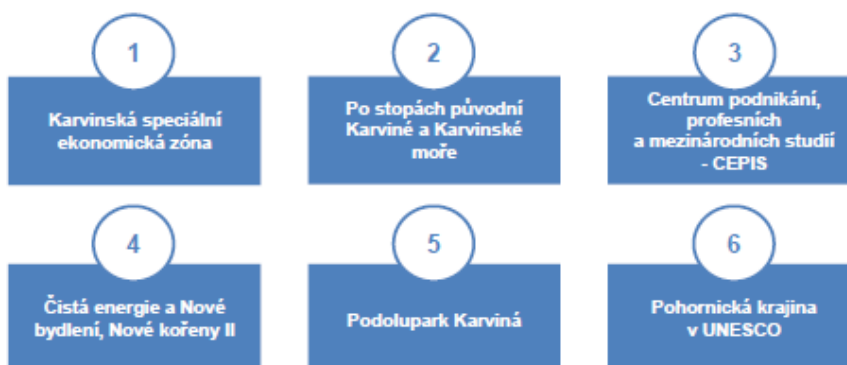 1
Karvinská speciální
ekonomická zóna
2
Po stopách původní
Karviné a Karvinské
moře
3
Centrum podnikání,
profesních
a mezinárodních studií
- CEPIS
4
Čistá energie a Nové
bydlení, Nové kořeny II
5
Podolupark Karviná
6
Pohornická krajina
v UNESCO